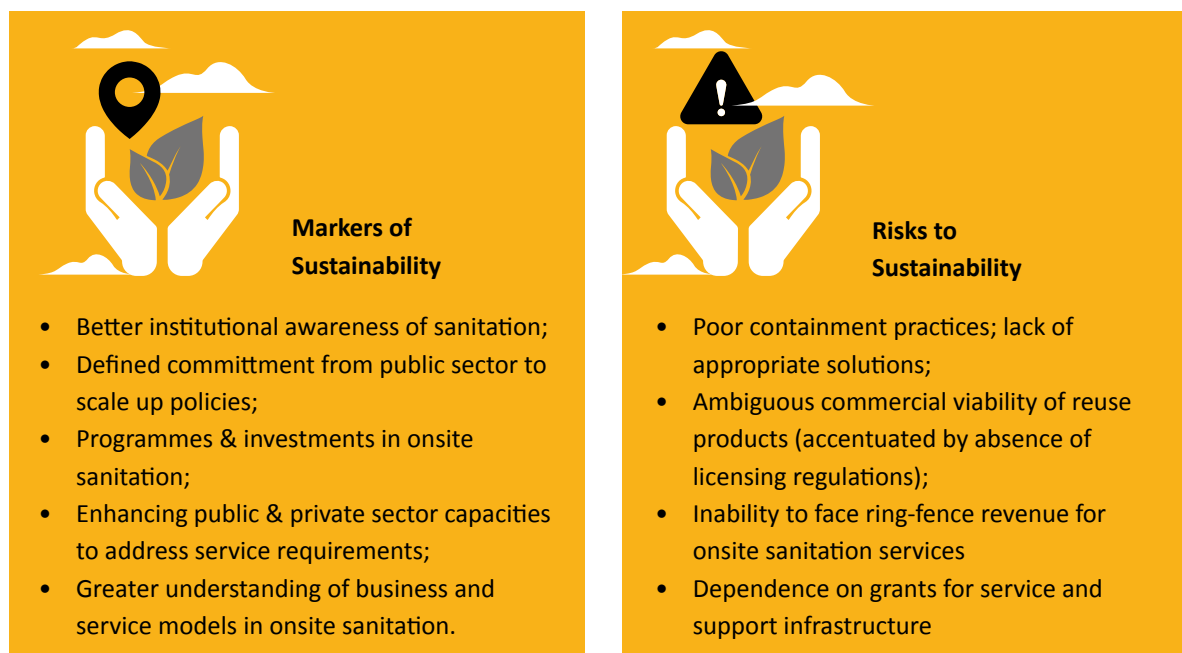 Markers of
Sustainability
• Better institutional awareness of sanitation;
• Defined committment from public sector to
scale up policies;
• Programmes & investments in onsite
sanitation;
• Enhancing public & private sector capacities
to address service requirements;
• Greater understanding of business and
service models in onsite sanitation.
Risks to
Sustainability
• Poor containment practices; lack of
appropriate solutions;
• Ambiguous commercial viability of reuse
products (accentuated by absence of
licensing regulations);
• Inability to face ring-fence revenue for
onsite sanitation services
• Dependence on grants for service and
support infrastructure